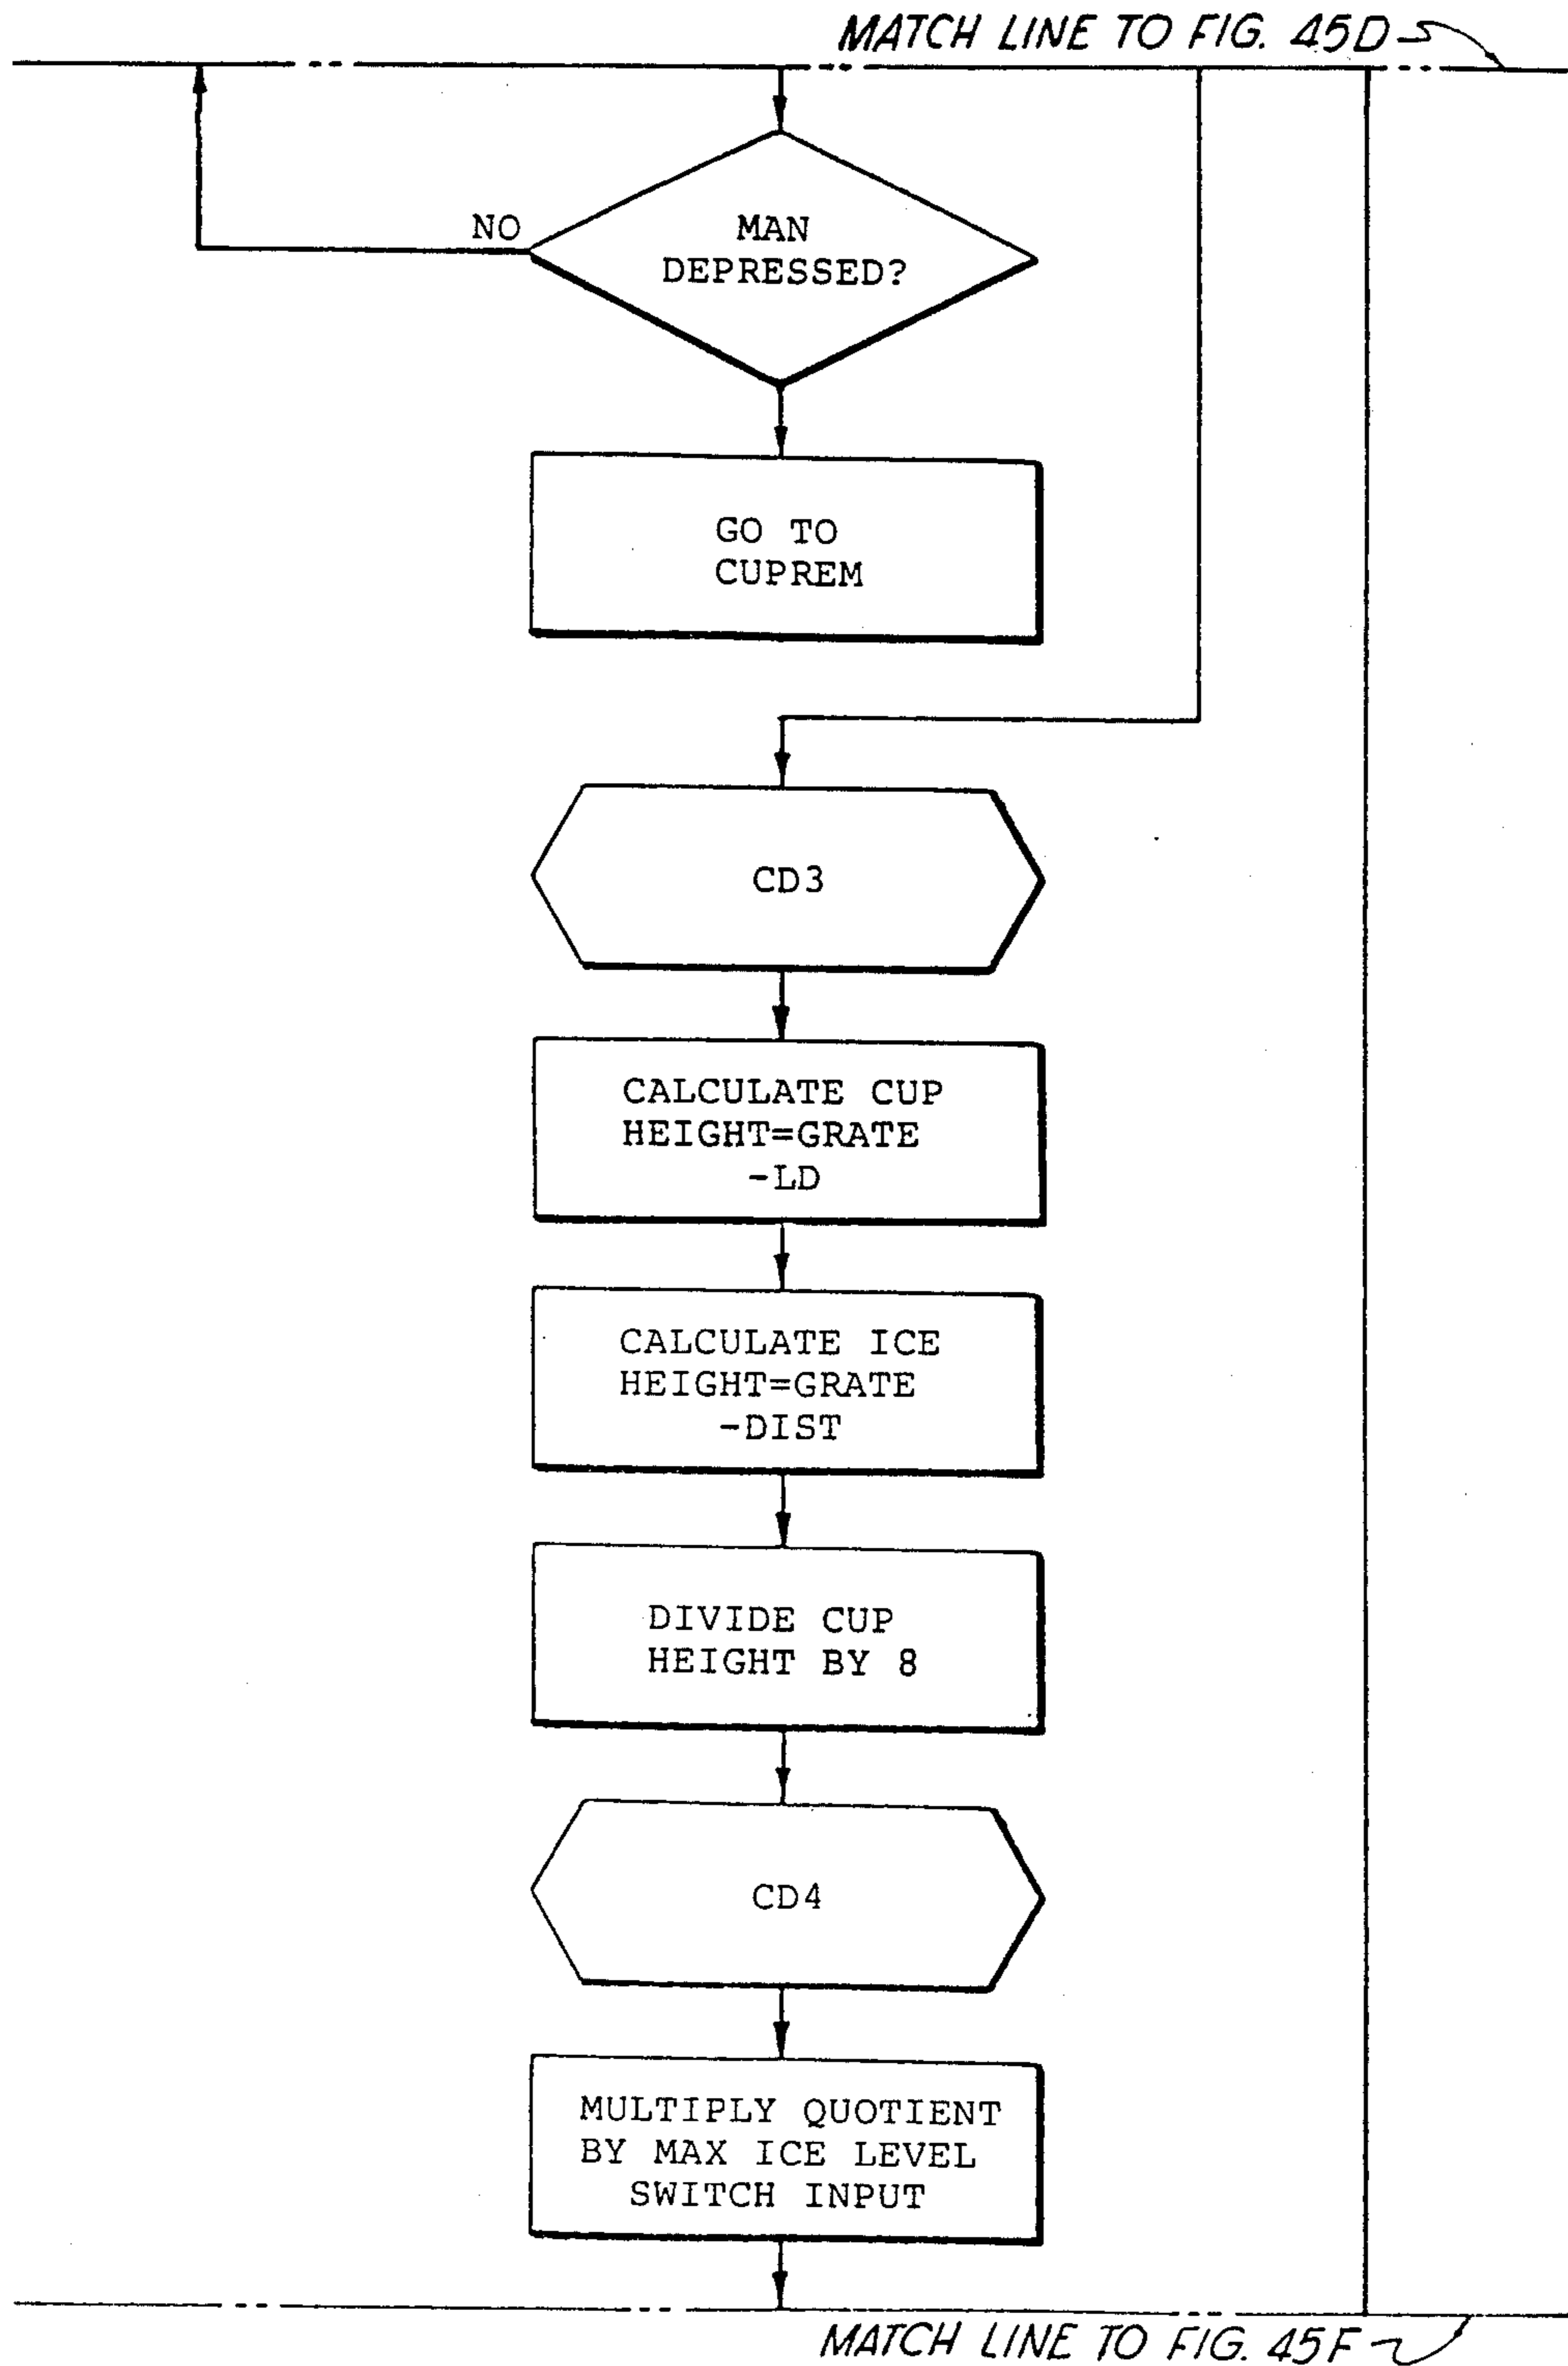 MATCH LINE TO FIG. 45D
NO
MAN
DEPRESSED?
GO TO
CUPREM
CD3
CALCULATE CUP
HEIGHT=GRATE
-LD
CALCULATE ICE
HEIGHT=GRATE
-DIST
DIVIDE CUP
HEIGHT BY 8
CD4
MULTIPLY QUOTIENT
BY MAX ICE LEVEL
SWITCH INPUT
MATCH LINE TO FIG. 45F